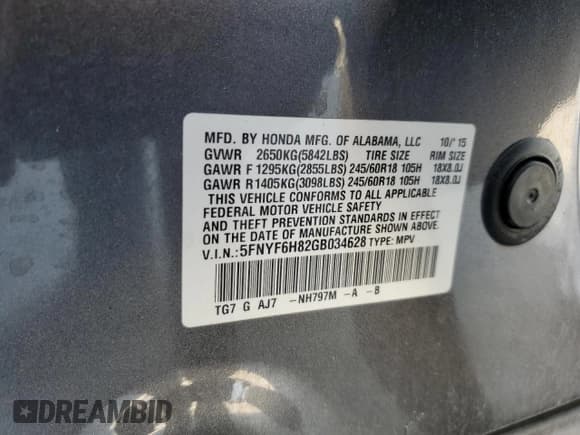 MFD. BY HONDA MFG. OF ALABAMA, LLC 10/'15
GVWR 2650KG(5842LBS) TIRE SIZE RIM SIZE
GAWR F 1295KG(2855LBS) 245/60R18 105H 18X8.0J
GAWR R 1405KG(3098LBS) 245/60R18 105H 18X8.0J
THIS VEHICLE CONFORMS TO ALL APPLICABLE
FEDERAL MOTOR VEHICLE SAFETY
AND THEFT PREVENTION STANDARDS IN EFFECT
ON THE DATE OF MANUFACTURE SHOWN ABOVE.
V.I.N.: 5FNYF6H82GB034628 TYPE: MPV
TG7 G AJ7 -NH797M -A -B
DREAMBID